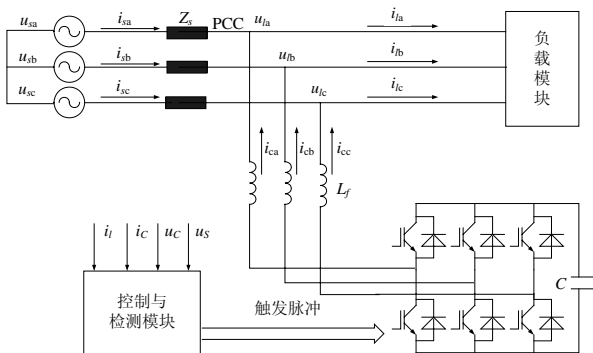 u_sa i_sa Z_s PCC u_la i_la
u_sb i_sb u_lb i_lb
u_sc i_sc u_lc i_lc
负载模块
i_ca i_cb i_cc
L_f
i_l i_C u_C u_S
控制与
检测模块
触发脉冲
C